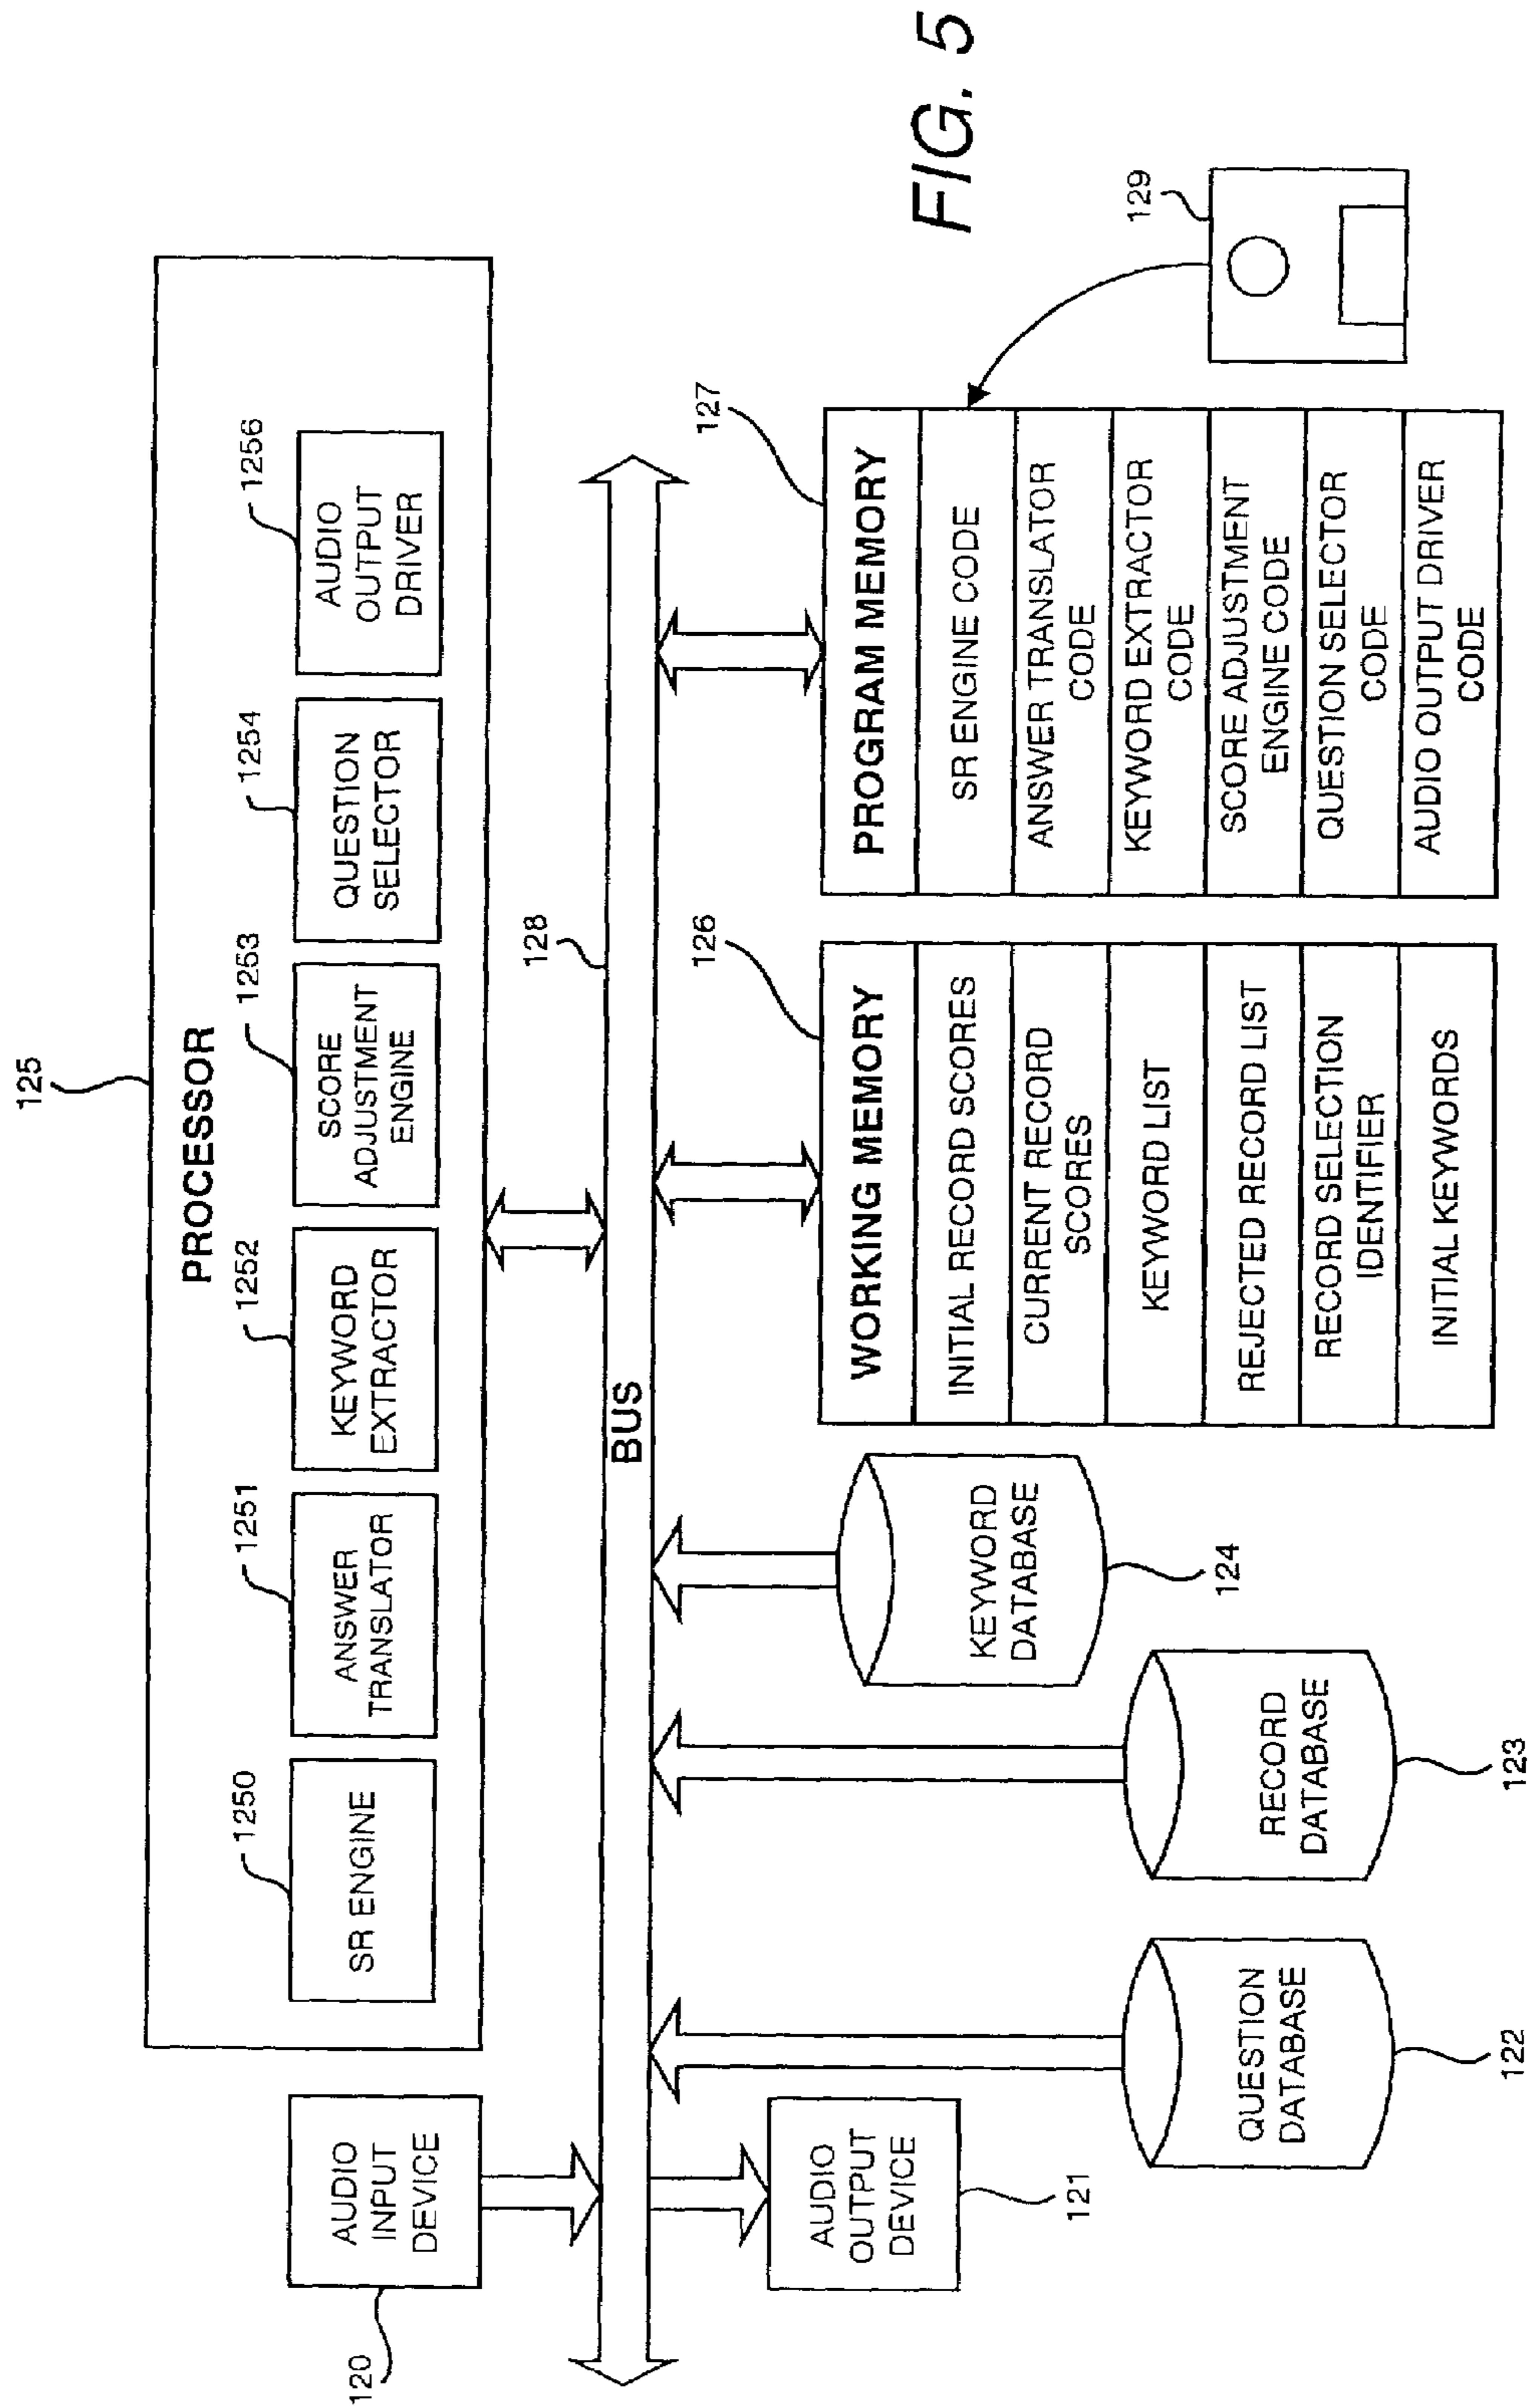 125
PROCESSOR
1250
SR ENGINE
1251
ANSWER
TRANSLATOR
1252
KEYWORD
EXTRACTOR
1253
SCORE
ADJUSTMENT
ENGINE
1254
QUESTION
SELECTOR
1256
AUDIO
OUTPUT
DRIVER
120
AUDIO
INPUT
DEVICE
128
BUS
AUDIO
OUTPUT
DEVICE
121
QUESTION
DATABASE
122
RECORD
DATABASE
123
KEYWORD
DATABASE
124
126
WORKING MEMORY
INITIAL RECORD SCORES
CURRENT RECORD
SCORES
KEYWORD LIST
REJECTED RECORD LIST
RECORD SELECTION
IDENTIFIER
INITIAL KEYWORDS
127
PROGRAM MEMORY
SR ENGINE CODE
ANSWER TRANSLATOR
CODE
KEYWORD EXTRACTOR
CODE
SCORE ADJUSTMENT
ENGINE CODE
QUESTION SELECTOR
CODE
AUDIO OUTPUT DRIVER
CODE
129
FIG. 5